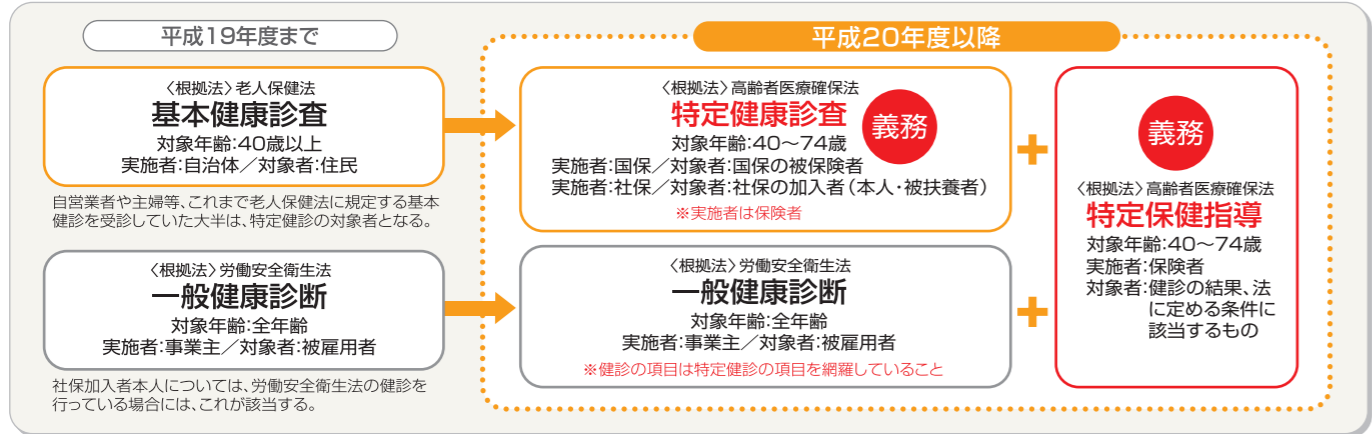 平成19年度まで
〈根拠法〉老人保健法
基本健康診査
対象年齢:40歳以上
実施者:自治体／対象者:住民
自営業者や主婦等、これまで老人保健法に規定する基本
健診を受診していた大半は、特定健診の対象者となる。
〈根拠法〉労働安全衛生法
一般健康診断
対象年齢:全年齢
実施者:事業主／対象者:被雇用者
社保加入者本人については、労働安全衛生法の健診を
行っている場合には、これが該当する。
平成20年度以降
〈根拠法〉高齢者医療確保法
特定健康診査
義務
対象年齢:40〜74歳
実施者:国保／対象者:国保の被保険者
実施者:社保／対象者:社保の加入者(本人・被扶養者)
※実施者は保険者
+
〈根拠法〉労働安全衛生法
一般健康診断
対象年齢:全年齢
実施者:事業主／対象者:被雇用者
※健診の項目は特定健診の項目を網羅していること
+
義務
〈根拠法〉高齢者医療確保法
特定保健指導
対象年齢:40〜74歳
実施者:保険者
対象者:健診の結果、法
に定める条件に
該当するもの